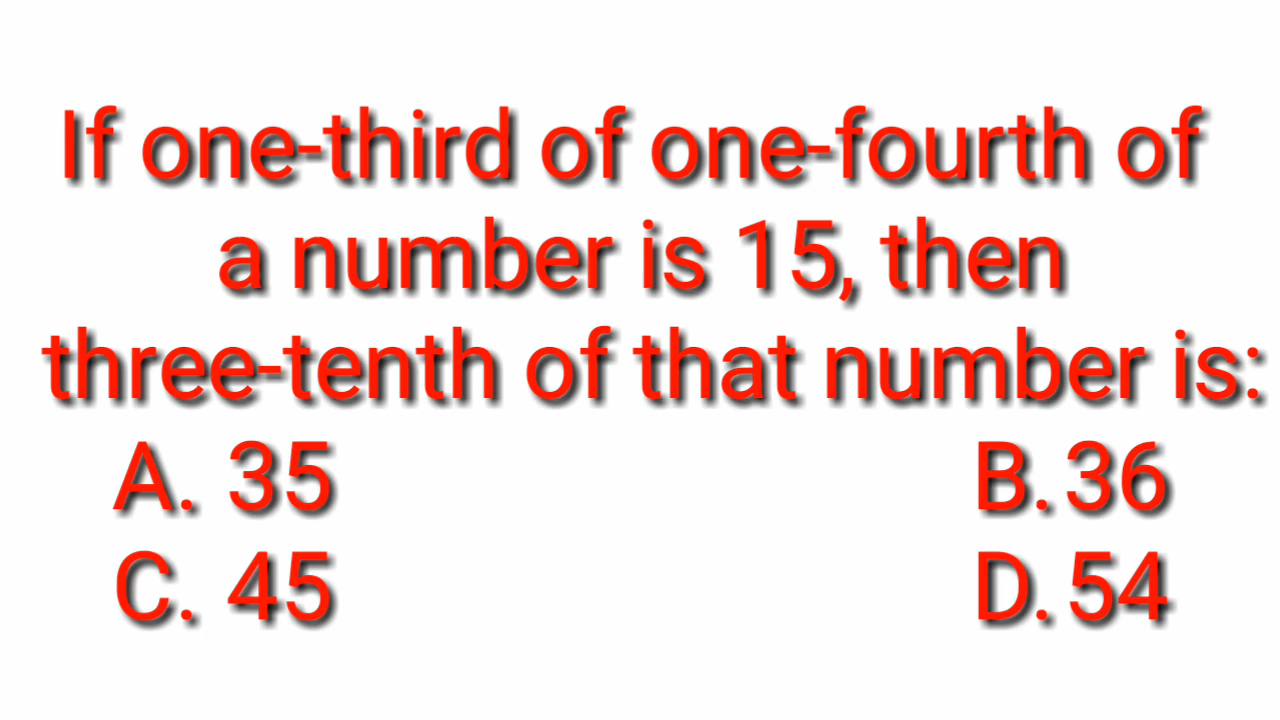 If one-third of one-fourth of
a number is 15, then
three-tenth of that number is:
A. 35 B. 36
C. 45 D. 54